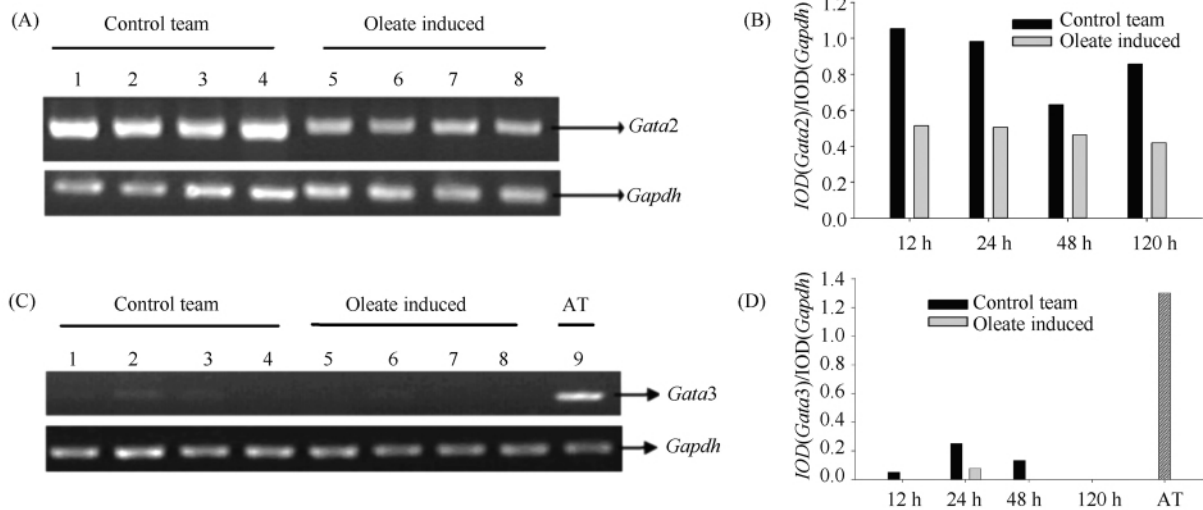 (A)
Control team
Oleate induced
1 2 3 4 5 6 7 8
Gata2
Gapdh
(B)
IOD(Gata2)/IOD(Gapdh)
1.2
1.0
0.8
0.6
0.4
0.2
0.0
Control team
Oleate induced
12 h 24 h 48 h 120 h
(C)
Control team
Oleate induced
AT
1 2 3 4 5 6 7 8 9
Gata3
Gapdh
(D)
IOD(Gata3)/IOD(Gapdh)
1.4
1.2
1.0
0.8
0.6
0.4
0.2
0.0
Control team
Oleate induced
12 h 24 h 48 h 120 h AT